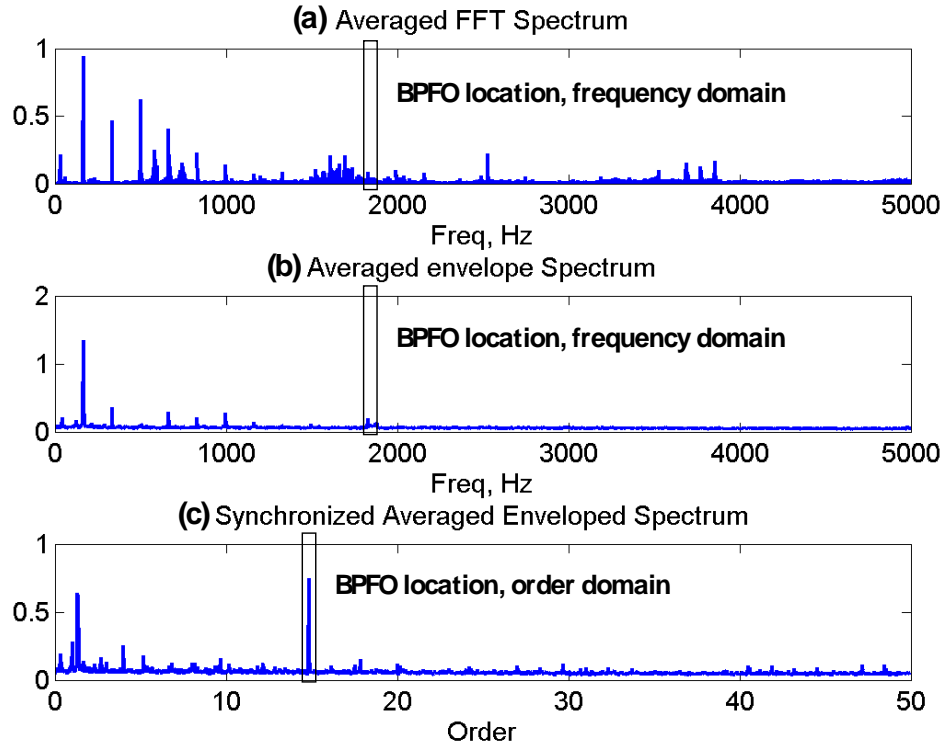 (a) Averaged FFT Spectrum
1
0.5
0
BPFO location, frequency domain
0 1000 2000 3000 4000 5000
Freq, Hz
(b) Averaged envelope Spectrum
2
1
0
BPFO location, frequency domain
0 1000 2000 3000 4000 5000
Freq, Hz
(c) Synchronized Averaged Enveloped Spectrum
1
0.5
0
BPFO location, order domain
0 10 20 30 40 50
Order